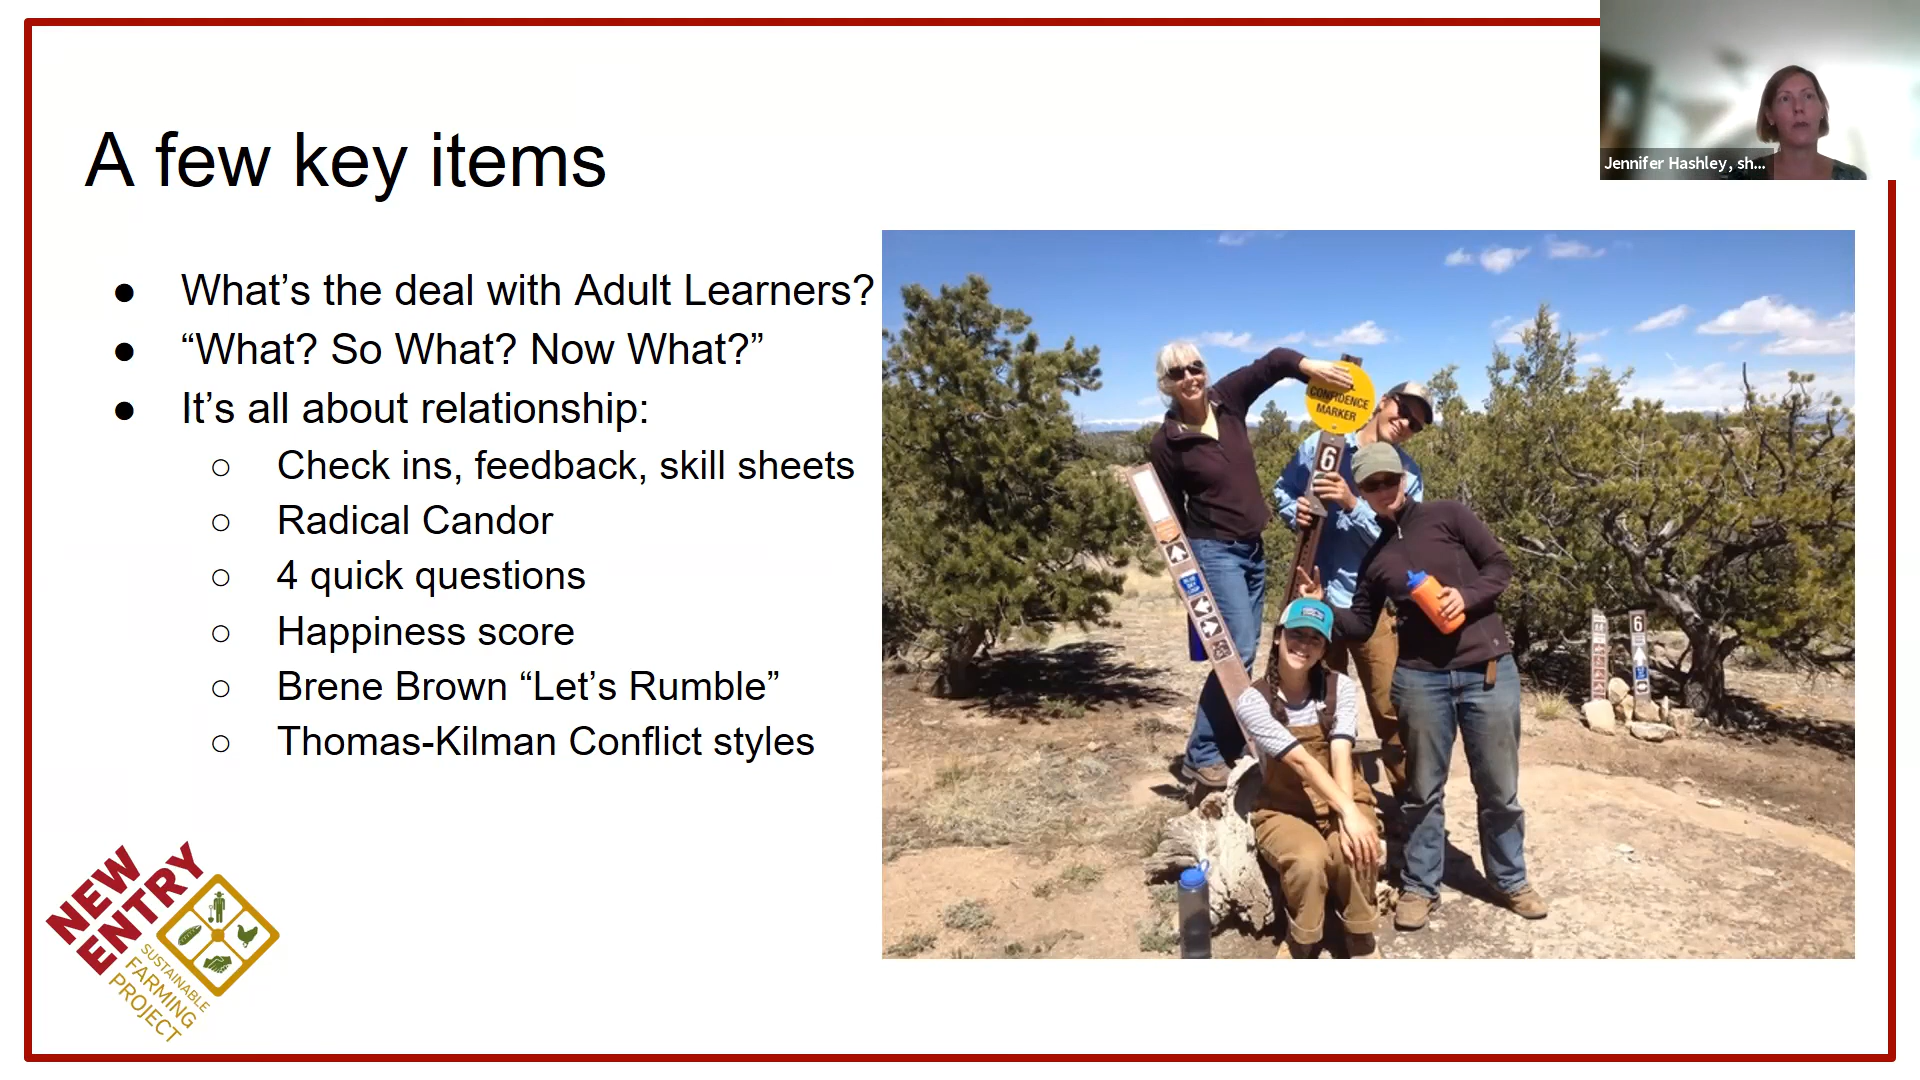 A few key items
Jennifer Hashley, sh...
● What’s the deal with Adult Learners?
● “What? So What? Now What?”
● It’s all about relationship:
○ Check ins, feedback, skill sheets
○ Radical Candor
○ 4 quick questions
○ Happiness score
○ Brene Brown “Let’s Rumble”
○ Thomas-Kilman Conflict styles
CONFIDENCE
MARKER
6
6
NEW
ENTRY
SUSTAINABLE
FARMING
PROJECT